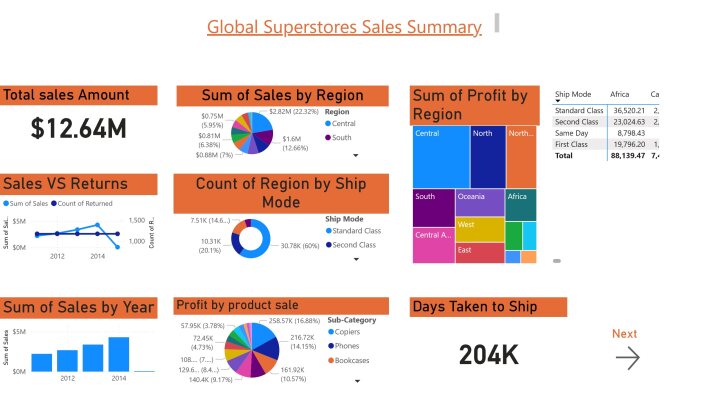 Global Superstores Sales Summary
Total sales Amount
$12.64M
Sum of Sales by Region
$2.82M (22.32%)
$1.6M
(12.66%)
$0.75M
(5.95%)
$0.81M
(6.38%)
$0.88M (7%)
Region
Central
South
Sum of Profit by
Region
Central
North
North...
South
Oceania
Africa
West
Central A...
East
Ship Mode Africa Ca
Standard Class 36,520.21 2,
Second Class 23,024.63 2,
Same Day 8,798.43
First Class 19,796.20 1,
Total 88,139.47 7,4
Sales VS Returns
Sum of Sales Count of Returned
Sum of Sal...
$5M
$0M
2012 2014
1,500
1,000
Count of R...
Count of Region by Ship
Mode
7.51K (14.6...)
10.31K
(20.1%)
30.78K (60%)
Ship Mode
Standard Class
Second Class
Sum of Sales by Year
Sum of Sales
$5M
$0M
2012 2014
Profit by product sale
258.57K (16.88%)
216.72K
(14.15%)
161.92K
(10.57%)
57.95K (3.78%)
72.45K
(4.73%)
108.... (7....)
129.6... (8.4...)
140.4K (9.17%)
Sub-Category
Copiers
Phones
Bookcases
Days Taken to Ship
204K
Next